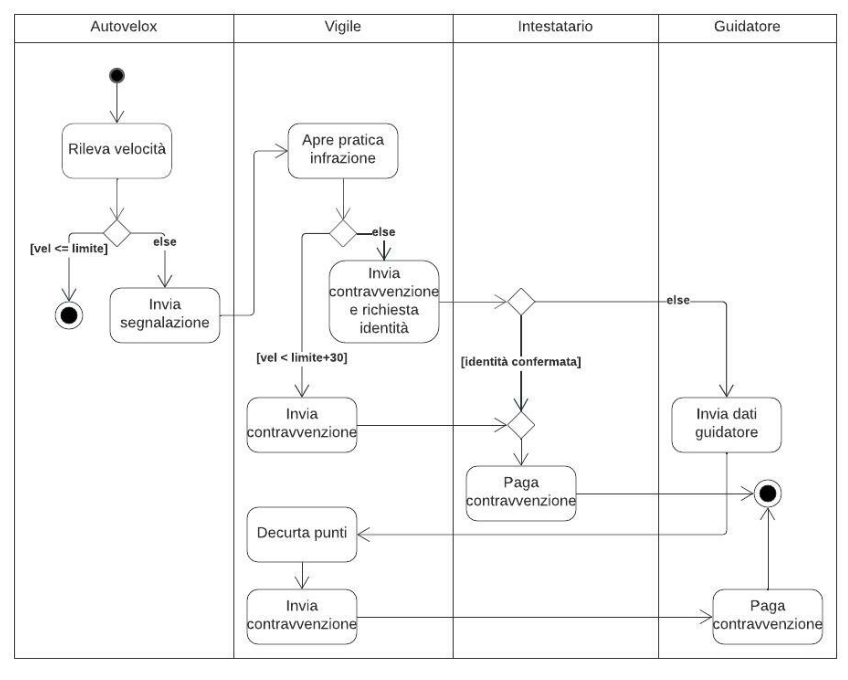 Autovelox
Vigile
Intestatario
Guidatore
Rileva velocità
Apre pratica
infrazione
[vel <= limite]
else
else
Invia
segnalazione
Invia
contravvenzione
e richiesta
identità
else
[vel < limite+30]
[identità confermata]
Invia
contravvenzione
Invia dati
guidatore
Paga
contravvenzione
Decurta punti
Invia
contravvenzione
Paga
contravvenzione